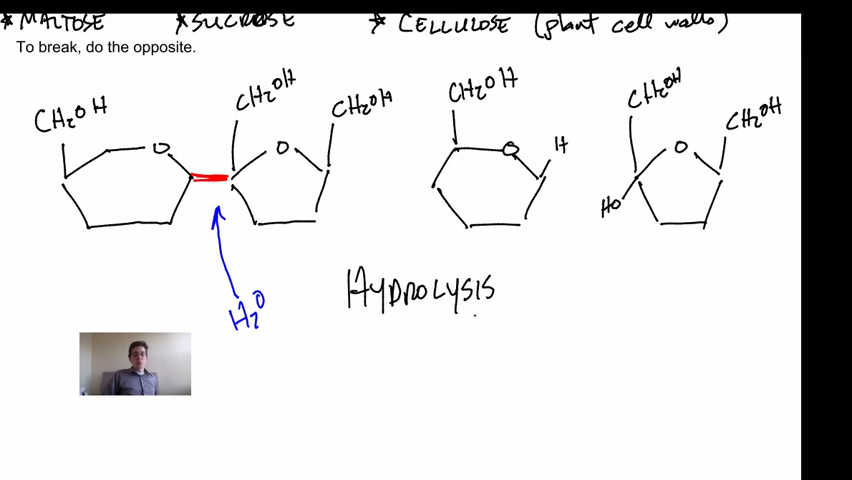 * MALTOSE * SUCROSE * CELLULOSE (plant cell walls)
To break, do the opposite.
CH₂OH CH₂OH CH₂OH CH₂OH CH₂OH CH₂OH
O O O H O
HO
HYDROLYSIS
H₂O